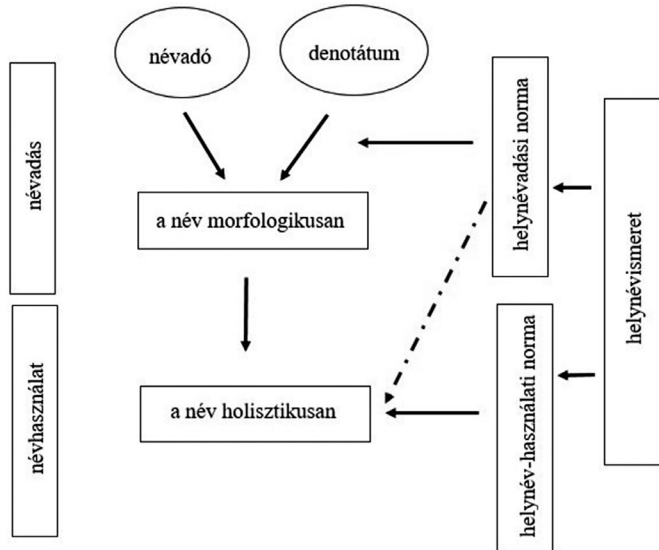 névadó
denotátum
névadás
helynévadási norma
helynévismeret
a név morfologikusan
névhasználat
a név holisztikusan
helynév-használati norma